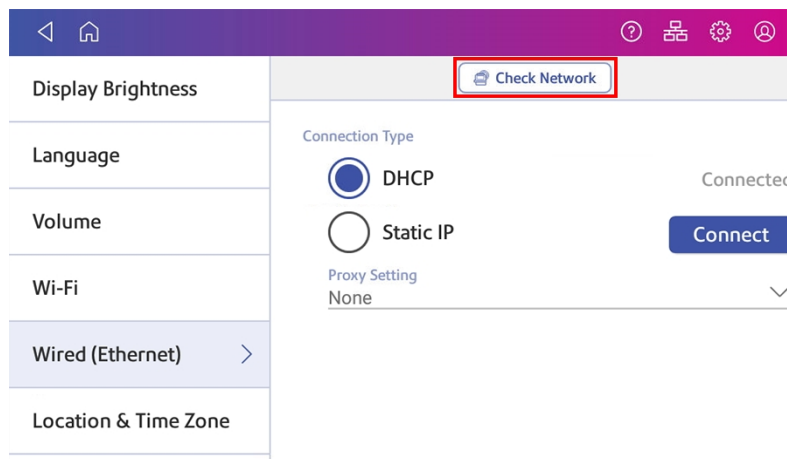 Display Brightness
Language
Volume
Wi-Fi
Wired (Ethernet)
Location & Time Zone
Check Network
Connection Type
DHCP
Connected
Static IP
Connect
Proxy Setting
None